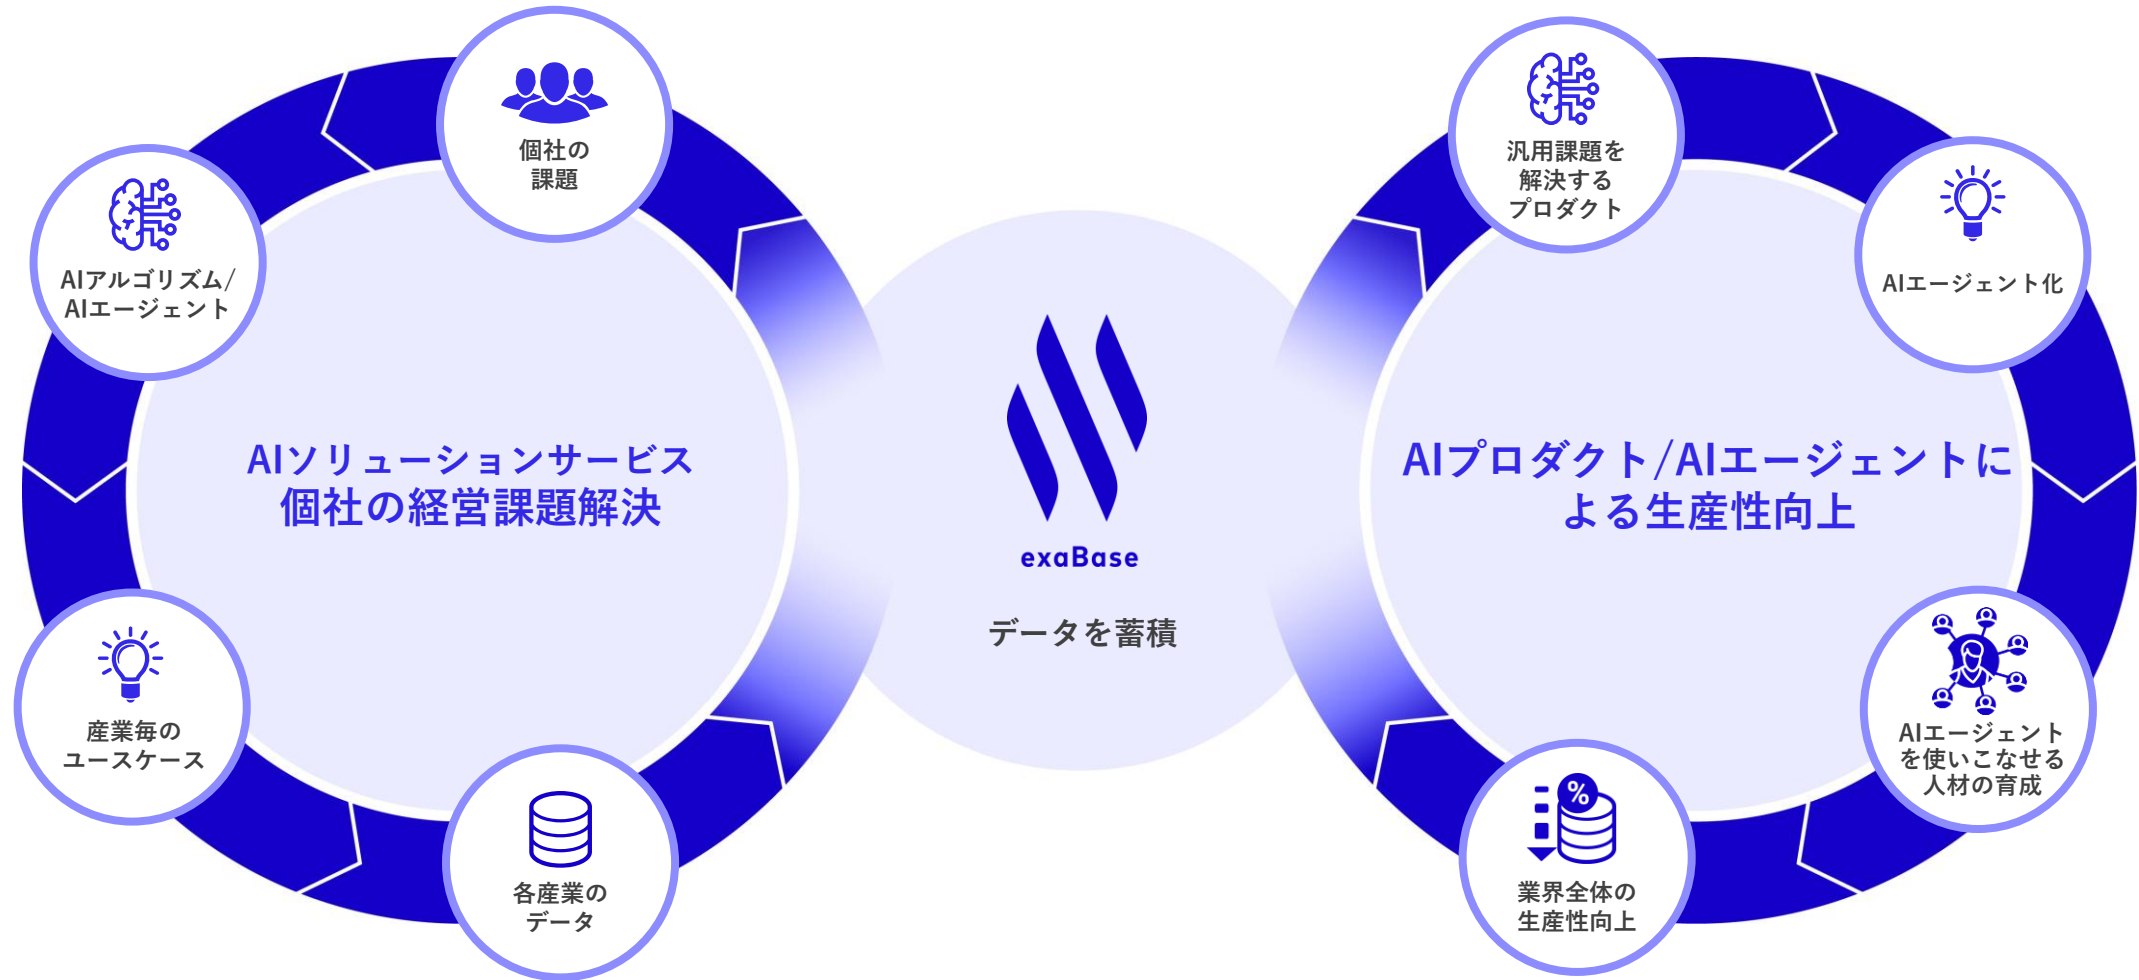 個社の
課題
AIアルゴリズム/
AIエージェント
産業毎の
ユースケース
各産業の
データ
AIソリューションサービス
個社の経営課題解決
exaBase
データを蓄積
汎用課題を
解決する
プロダクト
AIエージェント化
AIエージェント
を使いこなせる
人材の育成
%
業界全体の
生産性向上
AIプロダクト/AIエージェントに
よる生産性向上